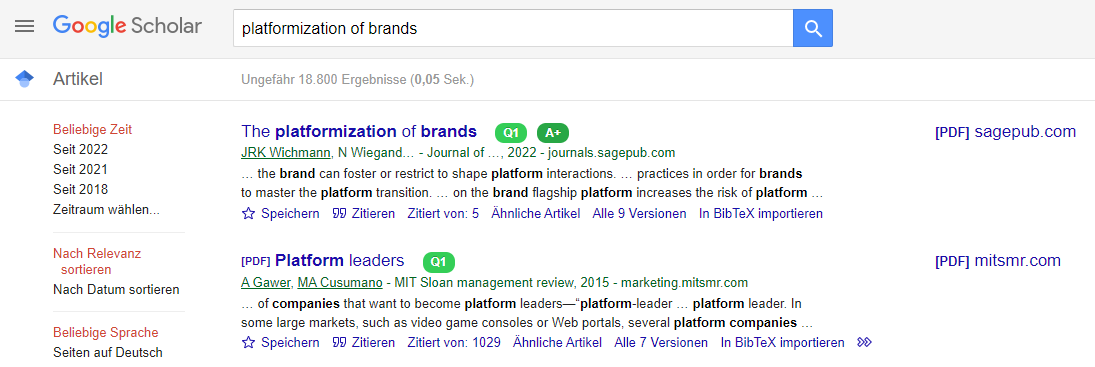 Google Scholar
platformization of brands
Artikel
Ungefähr 18.800 Ergebnisse (0,05 Sek.)
Beliebige Zeit
Seit 2022
Seit 2021
Seit 2018
Zeitraum wählen...
Nach Relevanz
sortieren
Nach Datum sortieren
Beliebige Sprache
Seiten auf Deutsch
The platformization of brands Q1 A+
JRK Wichmann, N Wiegand… - Journal of …, 2022 - journals.sagepub.com
… the brand can foster or restrict to shape platform interactions. … practices in order for brands
to master the platform transition. … on the brand flagship platform increases the risk of platform …
Speichern Zitieren Zitiert von: 5 Ähnliche Artikel Alle 9 Versionen In BibTeX importieren
[PDF] sagepub.com
[PDF] Platform leaders Q1
A Gawer, MA Cusumano - MIT Sloan management review, 2015 - marketing.mitsmr.com
… of companies that want to become platform leaders—“platform-leader … platform leader. In
some large markets, such as video game consoles or Web portals, several platform companies …
Speichern Zitieren Zitiert von: 1029 Ähnliche Artikel Alle 7 Versionen In BibTeX importieren
[PDF] mitsmr.com